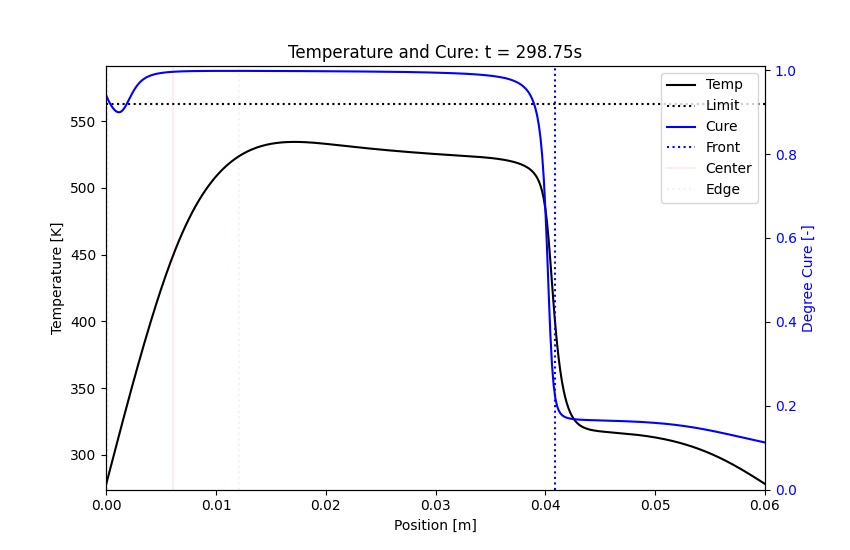 Temperature and Cure: t = 298.75s
Temperature [K]
550
500
450
400
350
300
Temp
Limit
Cure
Front
Center
Edge
1.0
0.8
0.6
0.4
0.2
0.0
Degree Cure [-]
0.00
0.01
0.02
0.03
0.04
0.05
0.06
Position [m]